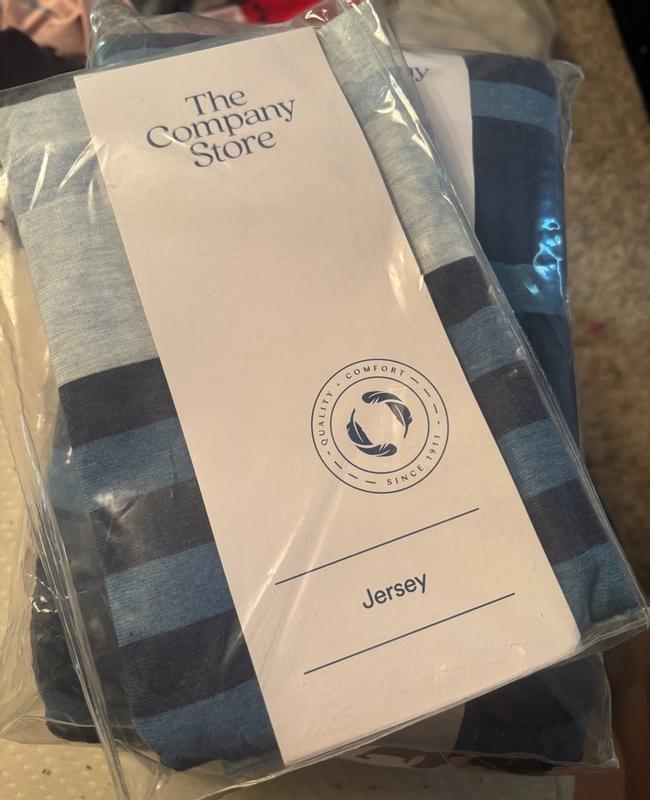 The
Company
Store
QUALITY · COMFORT
SINCE 1911
Jersey